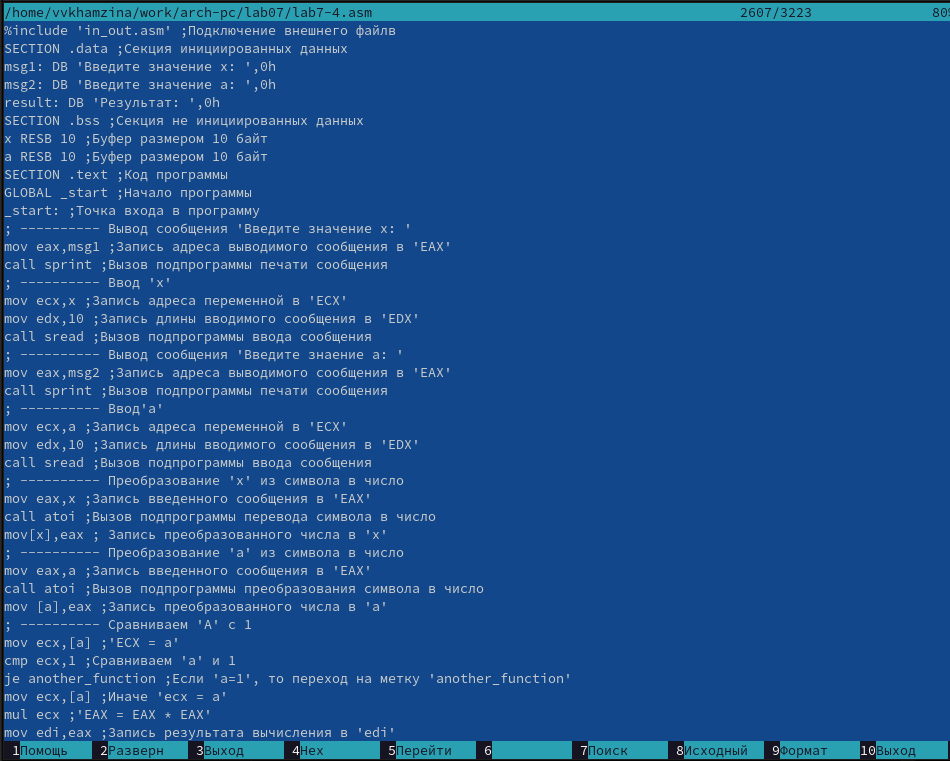 /home/vvkhamzina/work/arch-pc/lab07/lab7-4.asm 2607/3223 80%
%include 'in_out.asm' ;Подключение внешнего файлв
SECTION .data ;Секция инициированных данных
msg1: DB 'Введите значение x: ',0h
msg2: DB 'Введите значение a: ',0h
result: DB 'Результат: ',0h
SECTION .bss ;Секция не инициированных данных
x RESB 10 ;Буфер размером 10 байт
a RESB 10 ;Буфер размером 10 байт
SECTION .text ;Код программы
GLOBAL _start ;Начало программы
_start: ;Точка входа в программу
; ---------- Вывод сообщения 'Введите значение x: '
mov eax,msg1 ;Запись адреса выводимого сообщения в 'EAX'
call sprint ;Вызов подпрограммы печати сообщения
; ---------- Ввод 'x'
mov ecx,x ;Запись адреса переменной в 'ECX'
mov edx,10 ;Запись длины вводимого сообщения в 'EDX'
call sread ;Вызов подпрограммы ввода сообщения
; ---------- Вывод сообщения 'Введите знаение a: '
mov eax,msg2 ;Запись адреса выводимого сообщения в 'EAX'
call sprint ;Вызов подпрограммы печати сообщения
; ---------- Ввод'a'
mov ecx,a ;Запись адреса переменной в 'ECX'
mov edx,10 ;Запись длины вводимого сообщения в 'EDX'
call sread ;Вызов подпрограммы ввода сообщения
; ---------- Преобразование 'x' из символа в число
mov eax,x ;Запись введенного сообщения в 'EAX'
call atoi ;Вызов подпрограммы перевода символа в число
mov[x],eax ; Запись преобразованного числа в 'x'
; ---------- Преобразование 'a' из символа в число
mov eax,a ;Запись введенного сообщения в 'EAX'
call atoi ;Вызов подпрограммы преобразования символа в число
mov [a],eax ;Запись преобразованного числа в 'a'
; ---------- Сравниваем 'A' с 1
mov ecx,[a] ;'ECX = a'
cmp ecx,1 ;Сравниваем 'a' и 1
je another_function ;Если 'a=1', то переход на метку 'another_function'
mov ecx,[a] ;Иначе 'ecx = a'
mul ecx ;'EAX = EAX * EAX'
mov edi,eax ;Запись результата вычисления в 'edi'
1Помощь 2Разверн 3Выход 4Hex 5Перейти 6 7Поиск 8Исходный 9Формат 10Выход